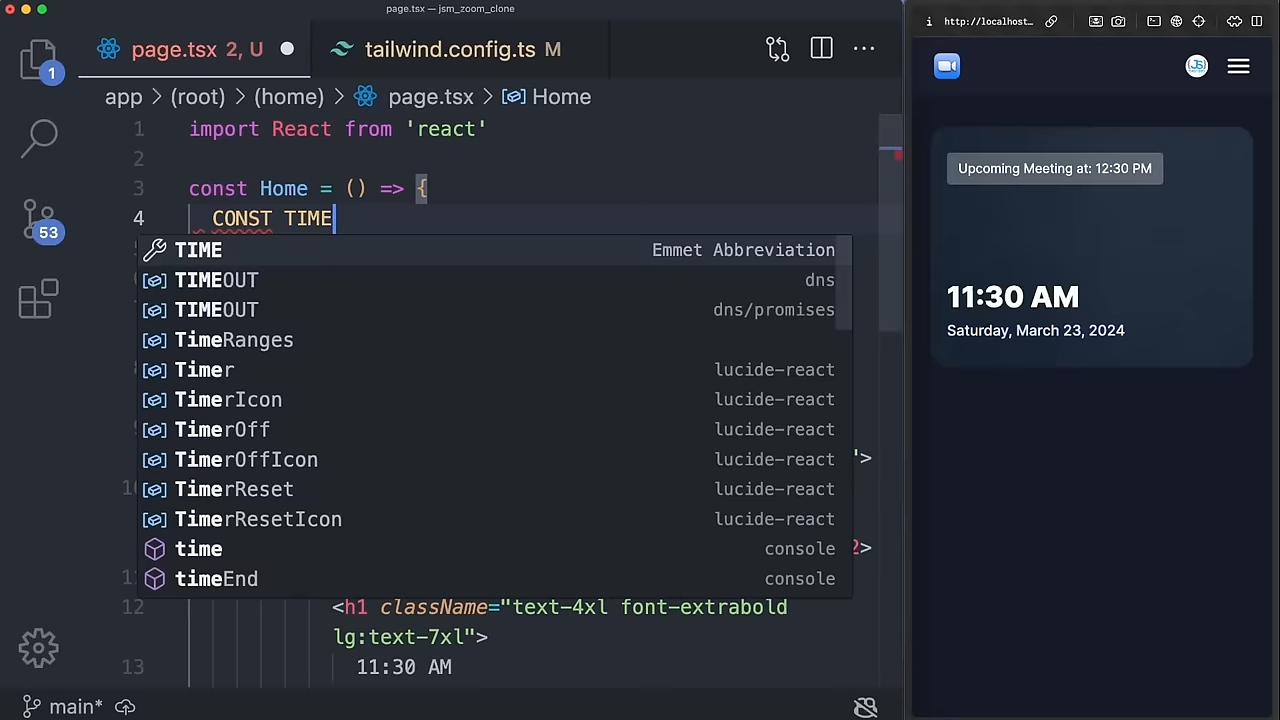 page.tsx — jsm_zoom_clone
page.tsx 2, U
tailwind.config.ts M
1
app > (root) > (home) > page.tsx > Home
1 import React from 'react'
2
3 const Home = () => {
4 CONST TIME
TIME Emmet Abbreviation
TIMEOUT dns
TIMEOUT dns/promises
TimeRanges
Timer lucide-react
TimerIcon lucide-react
TimerOff lucide-react
TimerOffIcon lucide-react
'>
TimerReset lucide-react
TimerResetIcon lucide-react
time console
2>
timeEnd console
12 <h1 className="text-4xl font-extrabold
lg:text-7xl">
13 11:30 AM
53
main*
i http://localhost...
JS
Upcoming Meeting at: 12:30 PM
11:30 AM
Saturday, March 23, 2024